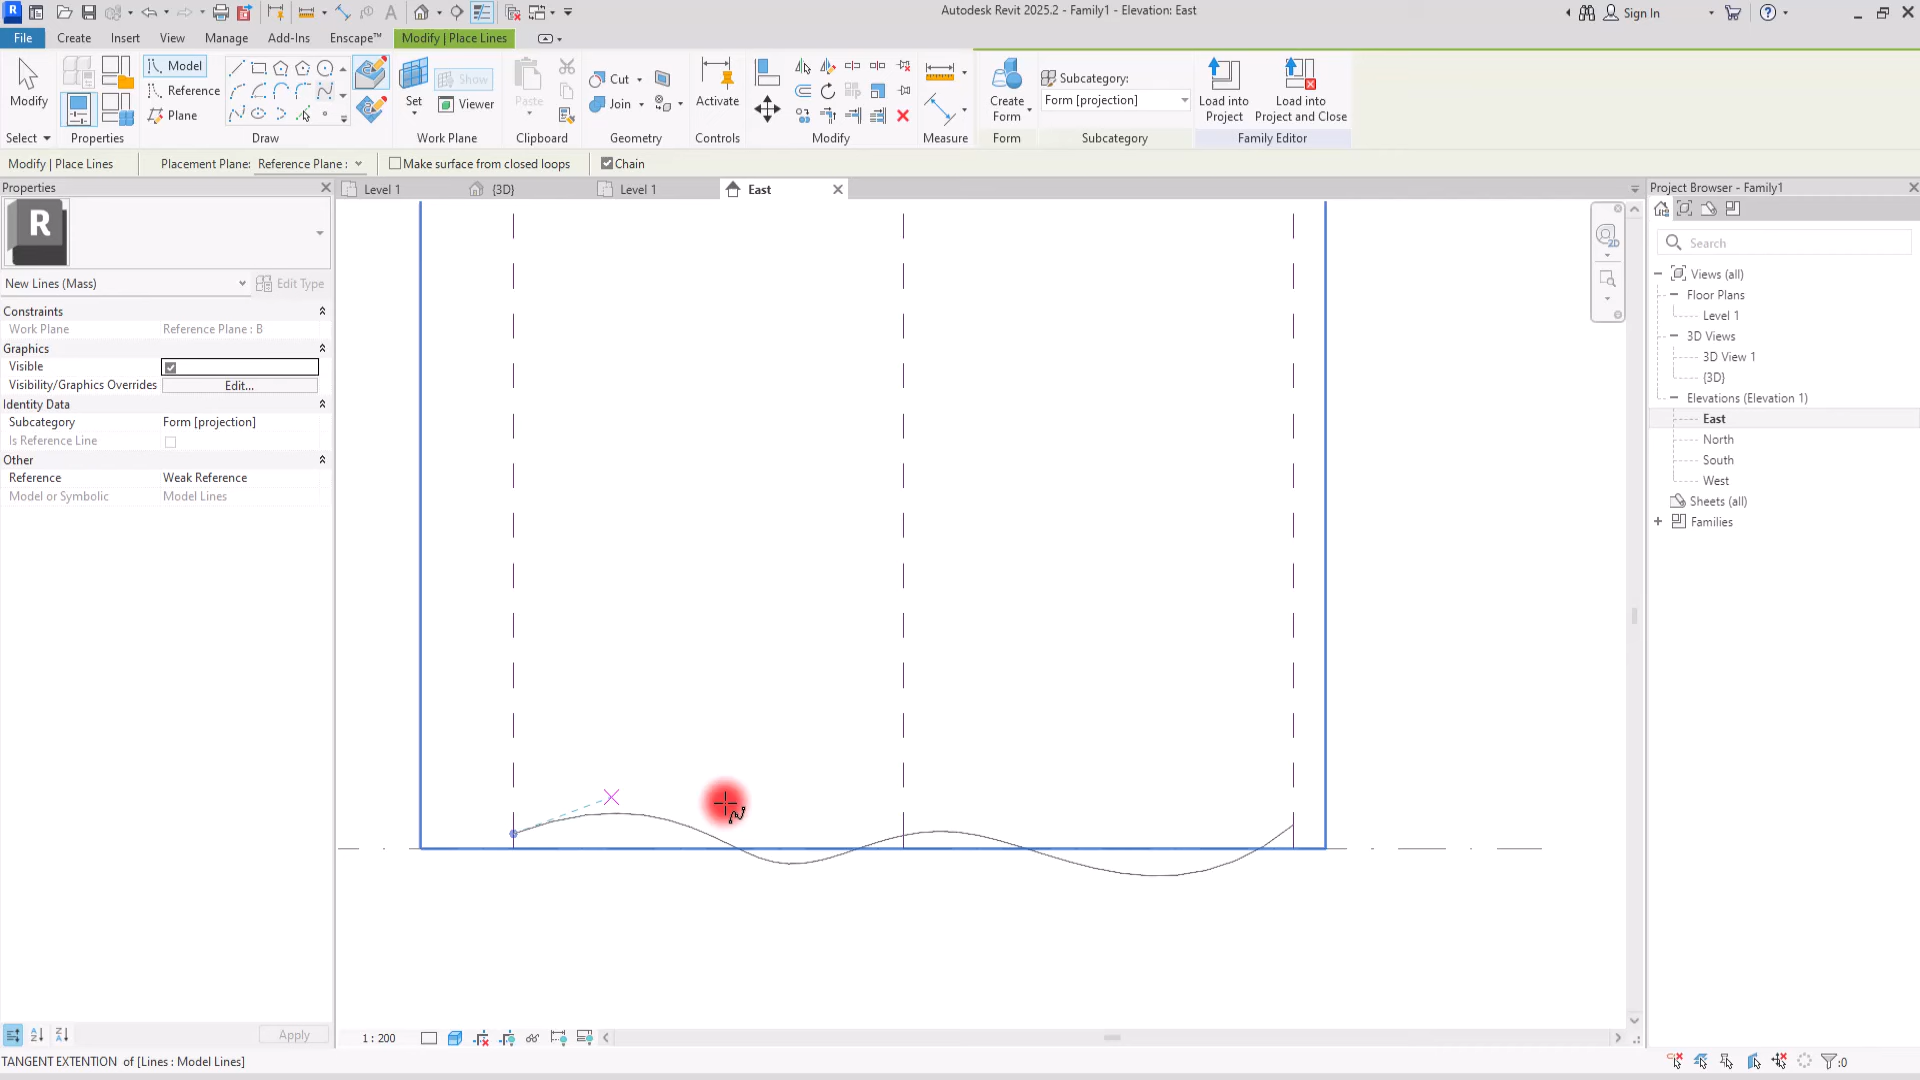 Autodesk Revit 2025.2 - Family1 - Elevation: East
Sign In
File
Create
Insert
View
Manage
Add-Ins
Enscape™
Modify | Place Lines
Modify
Select
Properties
Model
Reference
Plane
Draw
Set
Show
Viewer
Work Plane
Paste
Clipboard
Cut
Join
Geometry
Activate
Controls
Modify
Measure
Create
Form
Form
Subcategory:
Form [projection]
Subcategory
Load into
Project
Load into
Project and Close
Family Editor
Modify | Place Lines
Placement Plane:
Reference Plane :
Make surface from closed loops
Chain
Properties
Level 1
{3D}
Level 1
East
Project Browser - Family1
R
New Lines (Mass)
Edit Type
Constraints
Work Plane
Reference Plane : B
Graphics
Visible
Visibility/Graphics Overrides
Edit...
Identity Data
Subcategory
Form [projection]
Is Reference Line
Other
Reference
Weak Reference
Model or Symbolic
Model Lines
Search
Views (all)
Floor Plans
Level 1
3D Views
3D View 1
{3D}
Elevations (Elevation 1)
East
North
South
West
Sheets (all)
Families
2D
Apply
1 : 200
TANGENT EXTENTION of [Lines : Model Lines]
:0